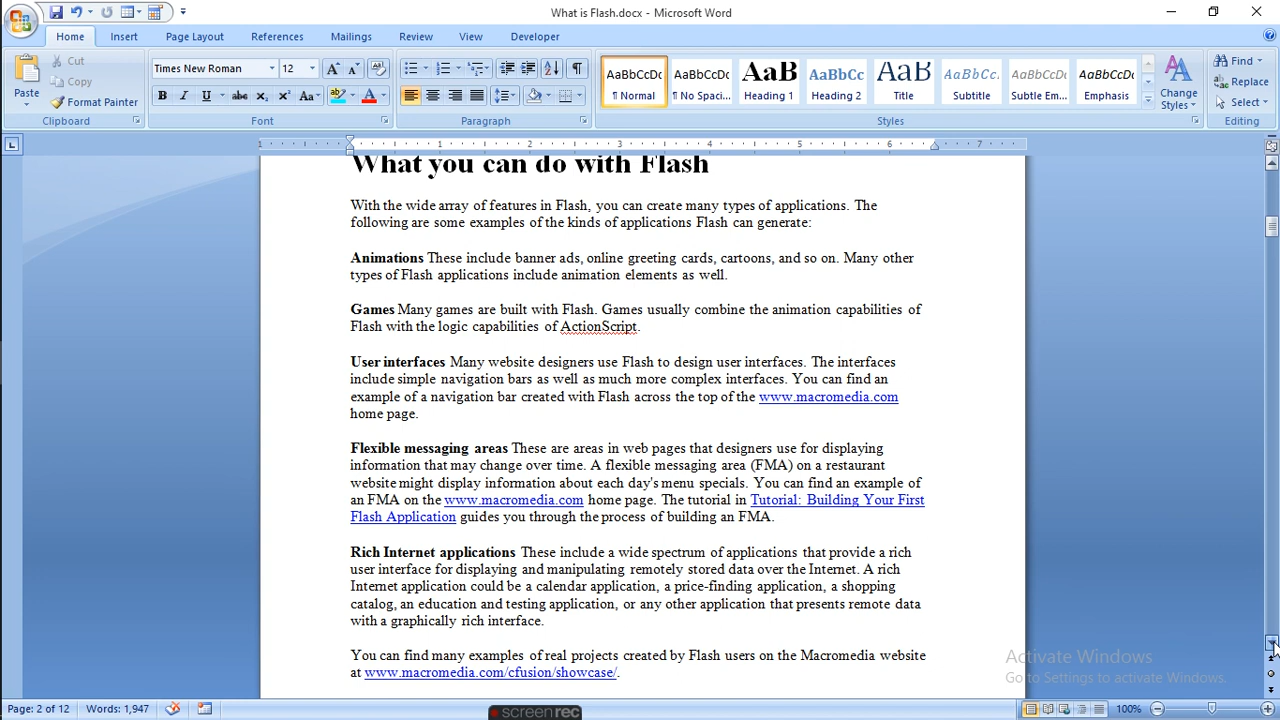 What is Flash.docx - Microsoft Word
Home Insert Page Layout References Mailings Review View Developer
Paste Cut Copy Format Painter
Times New Roman 12
AaBbCcDc AaBbCcDc AaB AaBbCc AaB AaBbCc. AaBbCcDc AaBbCcDc
¶ Normal ¶ No Spaci... Heading 1 Heading 2 Title Subtitle Subtle Em... Emphasis
Change Styles
Find Replace Select
Clipboard Font Paragraph Styles Editing
1 1 2 3 4 5 6 7
What you can do with Flash
With the wide array of features in Flash, you can create many types of applications. The
following are some examples of the kinds of applications Flash can generate:
Animations These include banner ads, online greeting cards, cartoons, and so on. Many other
types of Flash applications include animation elements as well.
Games Many games are built with Flash. Games usually combine the animation capabilities of
Flash with the logic capabilities of ActionScript.
User interfaces Many website designers use Flash to design user interfaces. The interfaces
include simple navigation bars as well as much more complex interfaces. You can find an
example of a navigation bar created with Flash across the top of the www.macromedia.com
home page.
Flexible messaging areas These are areas in web pages that designers use for displaying
information that may change over time. A flexible messaging area (FMA) on a restaurant
website might display information about each day's menu specials. You can find an example of
an FMA on the www.macromedia.com home page. The tutorial in Tutorial: Building Your First
Flash Application guides you through the process of building an FMA.
Rich Internet applications These include a wide spectrum of applications that provide a rich
user interface for displaying and manipulating remotely stored data over the Internet. A rich
Internet application could be a calendar application, a price-finding application, a shopping
catalog, an education and testing application, or any other application that presents remote data
with a graphically rich interface.
You can find many examples of real projects created by Flash users on the Macromedia website
at www.macromedia.com/cfusion/showcase/.
Activate Windows
Go to Settings to activate Windows.
Page: 2 of 12 Words: 1,947 100%
screenrec